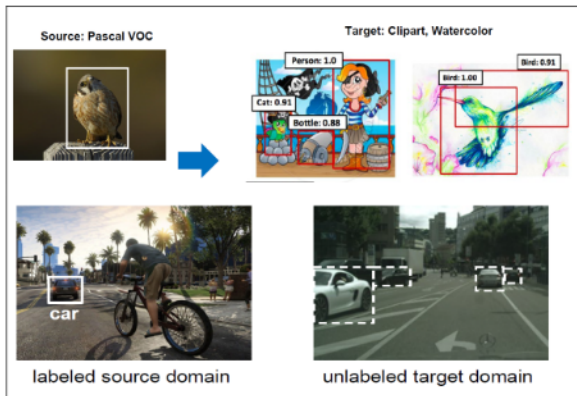 Source: Pascal VOC
Target: Clipart, Watercolor
Person: 1.0
Bird: 0.91
Bird: 1.00
Cat: 0.91
Bottle: 0.88
car
labeled source domain
unlabeled target domain